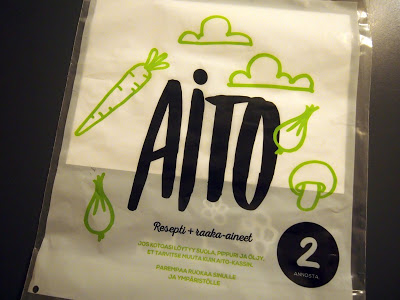 AITO
Resepti + raaka-aineet
JOS KOTOASI LÖYTYY SUOLA, PIPPURI JA ÖLJY,
ET TARVITSE MUUTA KUIN AITO-KASSIN.
PAREMPAA RUOKAA SINULLE
JA YMPÄRISTÖLLE
2
ANNOSTA